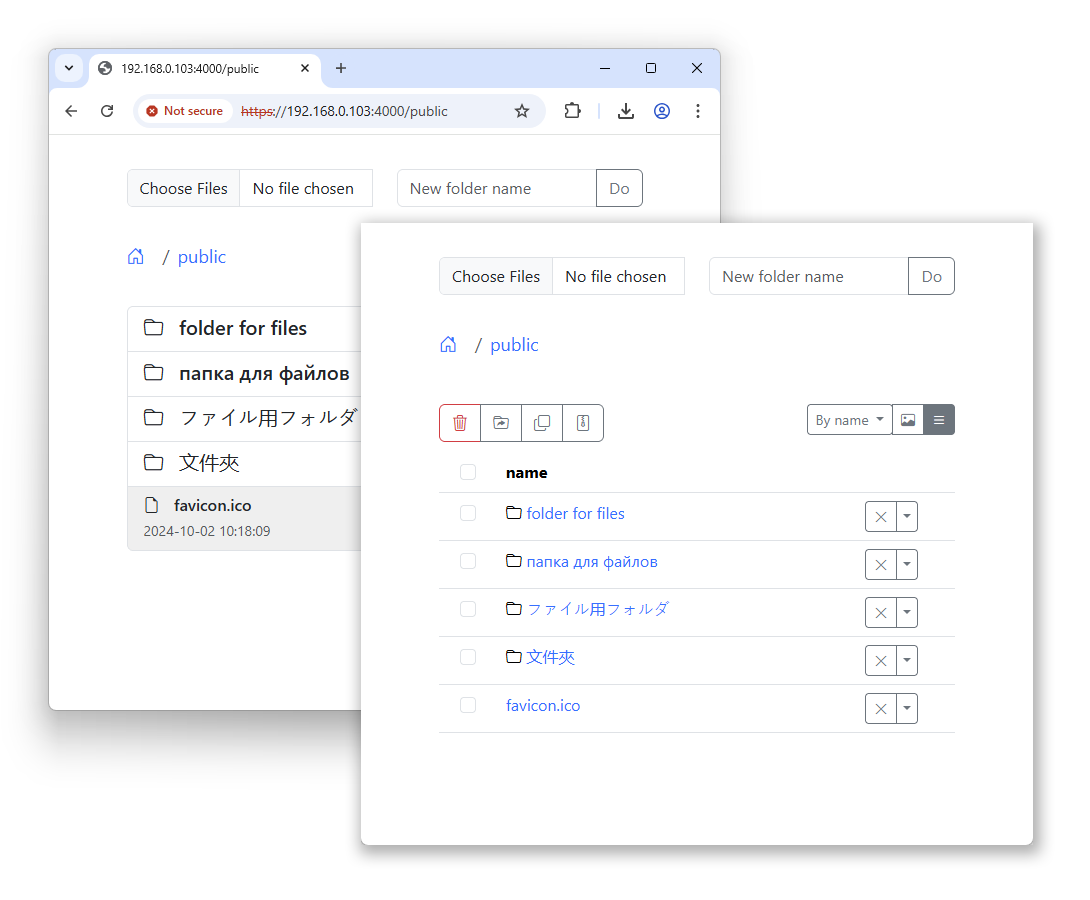 192.168.0.103:4000/public
Not secure https://192.168.0.103:4000/public
Choose Files No file chosen New folder name Do
/ public
folder for files
папка для файлов
ファイル用フォルダ
文件夾
favicon.ico
2024-10-02 10:18:09
Choose Files No file chosen New folder name Do
/ public
By name
name
folder for files
папка для файлов
ファイル用フォルダ
文件夾
favicon.ico